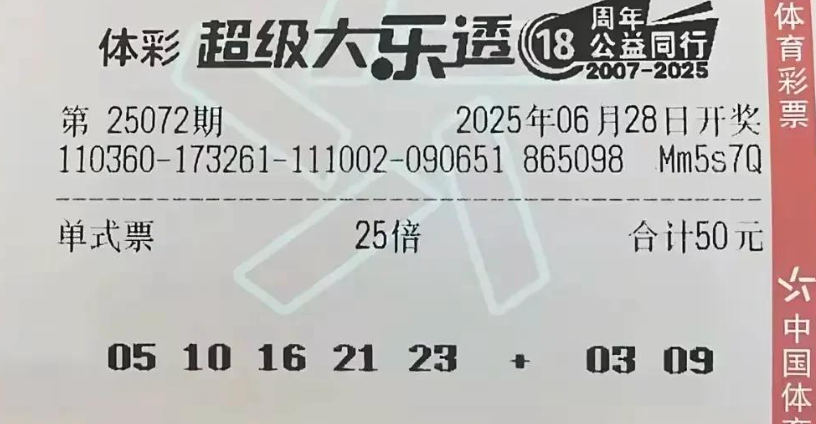 体彩 超级大乐透 18 周年 公益同行 2007-2025
第 25072期 2025年06月28日开奖
110360-173261-111002-090651 865098 Mm5s7Q
单式票 25倍 合计50元
05 10 16 21 23 + 03 09
体育彩票
中国体育